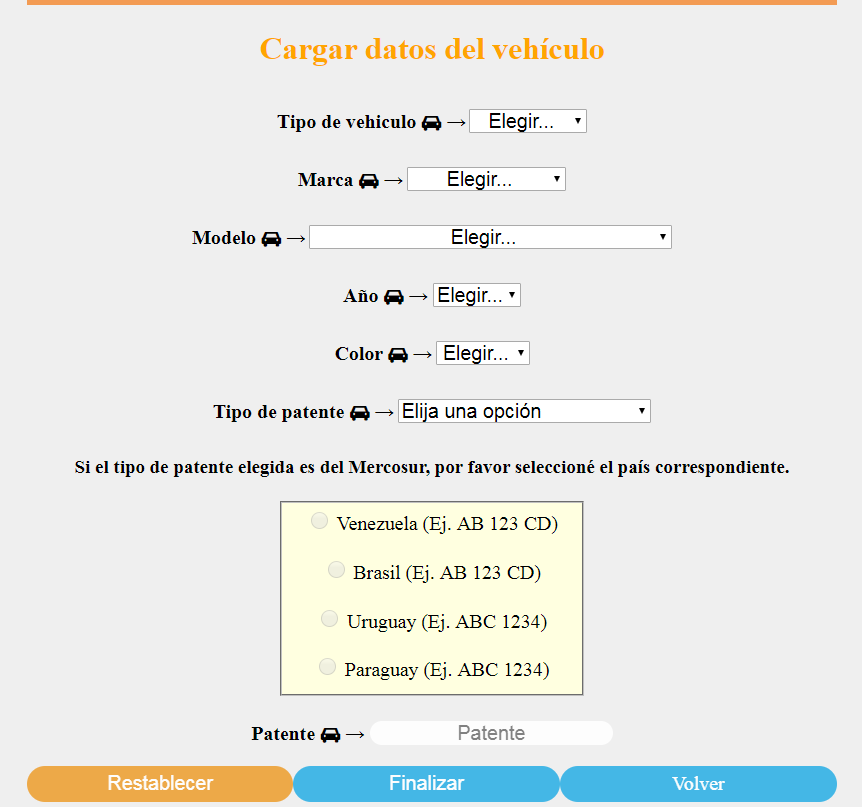 Cargar datos del vehículo
Tipo de vehiculo → Elegir...
Marca → Elegir...
Modelo → Elegir...
Año → Elegir...
Color → Elegir...
Tipo de patente → Elija una opción
Si el tipo de patente elegida es del Mercosur, por favor seleccioné el país correspondiente.
Venezuela (Ej. AB 123 CD)
Brasil (Ej. AB 123 CD)
Uruguay (Ej. ABC 1234)
Paraguay (Ej. ABC 1234)
Patente → Patente
Restablecer Finalizar Volver